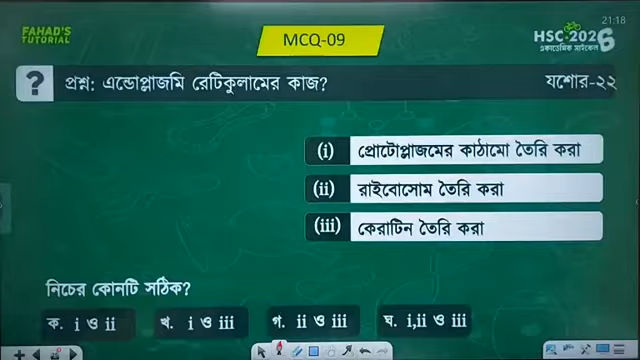 21:18
FAHAD'S
TUTORIAL
MCQ-09
HSC 2026
একাডেমিক সাইকেল
? প্রশ্ন: এন্ডোপ্লাজমি রেটিকুলামের কাজ? যশোর-২২
(i) প্রোটোপ্লাজমের কাঠামো তৈরি করা
(ii) রাইবোসোম তৈরি করা
(iii) কেরাটিন তৈরি করা
নিচের কোনটি সঠিক?
ক. i ও ii খ. i ও iii গ. ii ও iii ঘ. i,ii ও iii